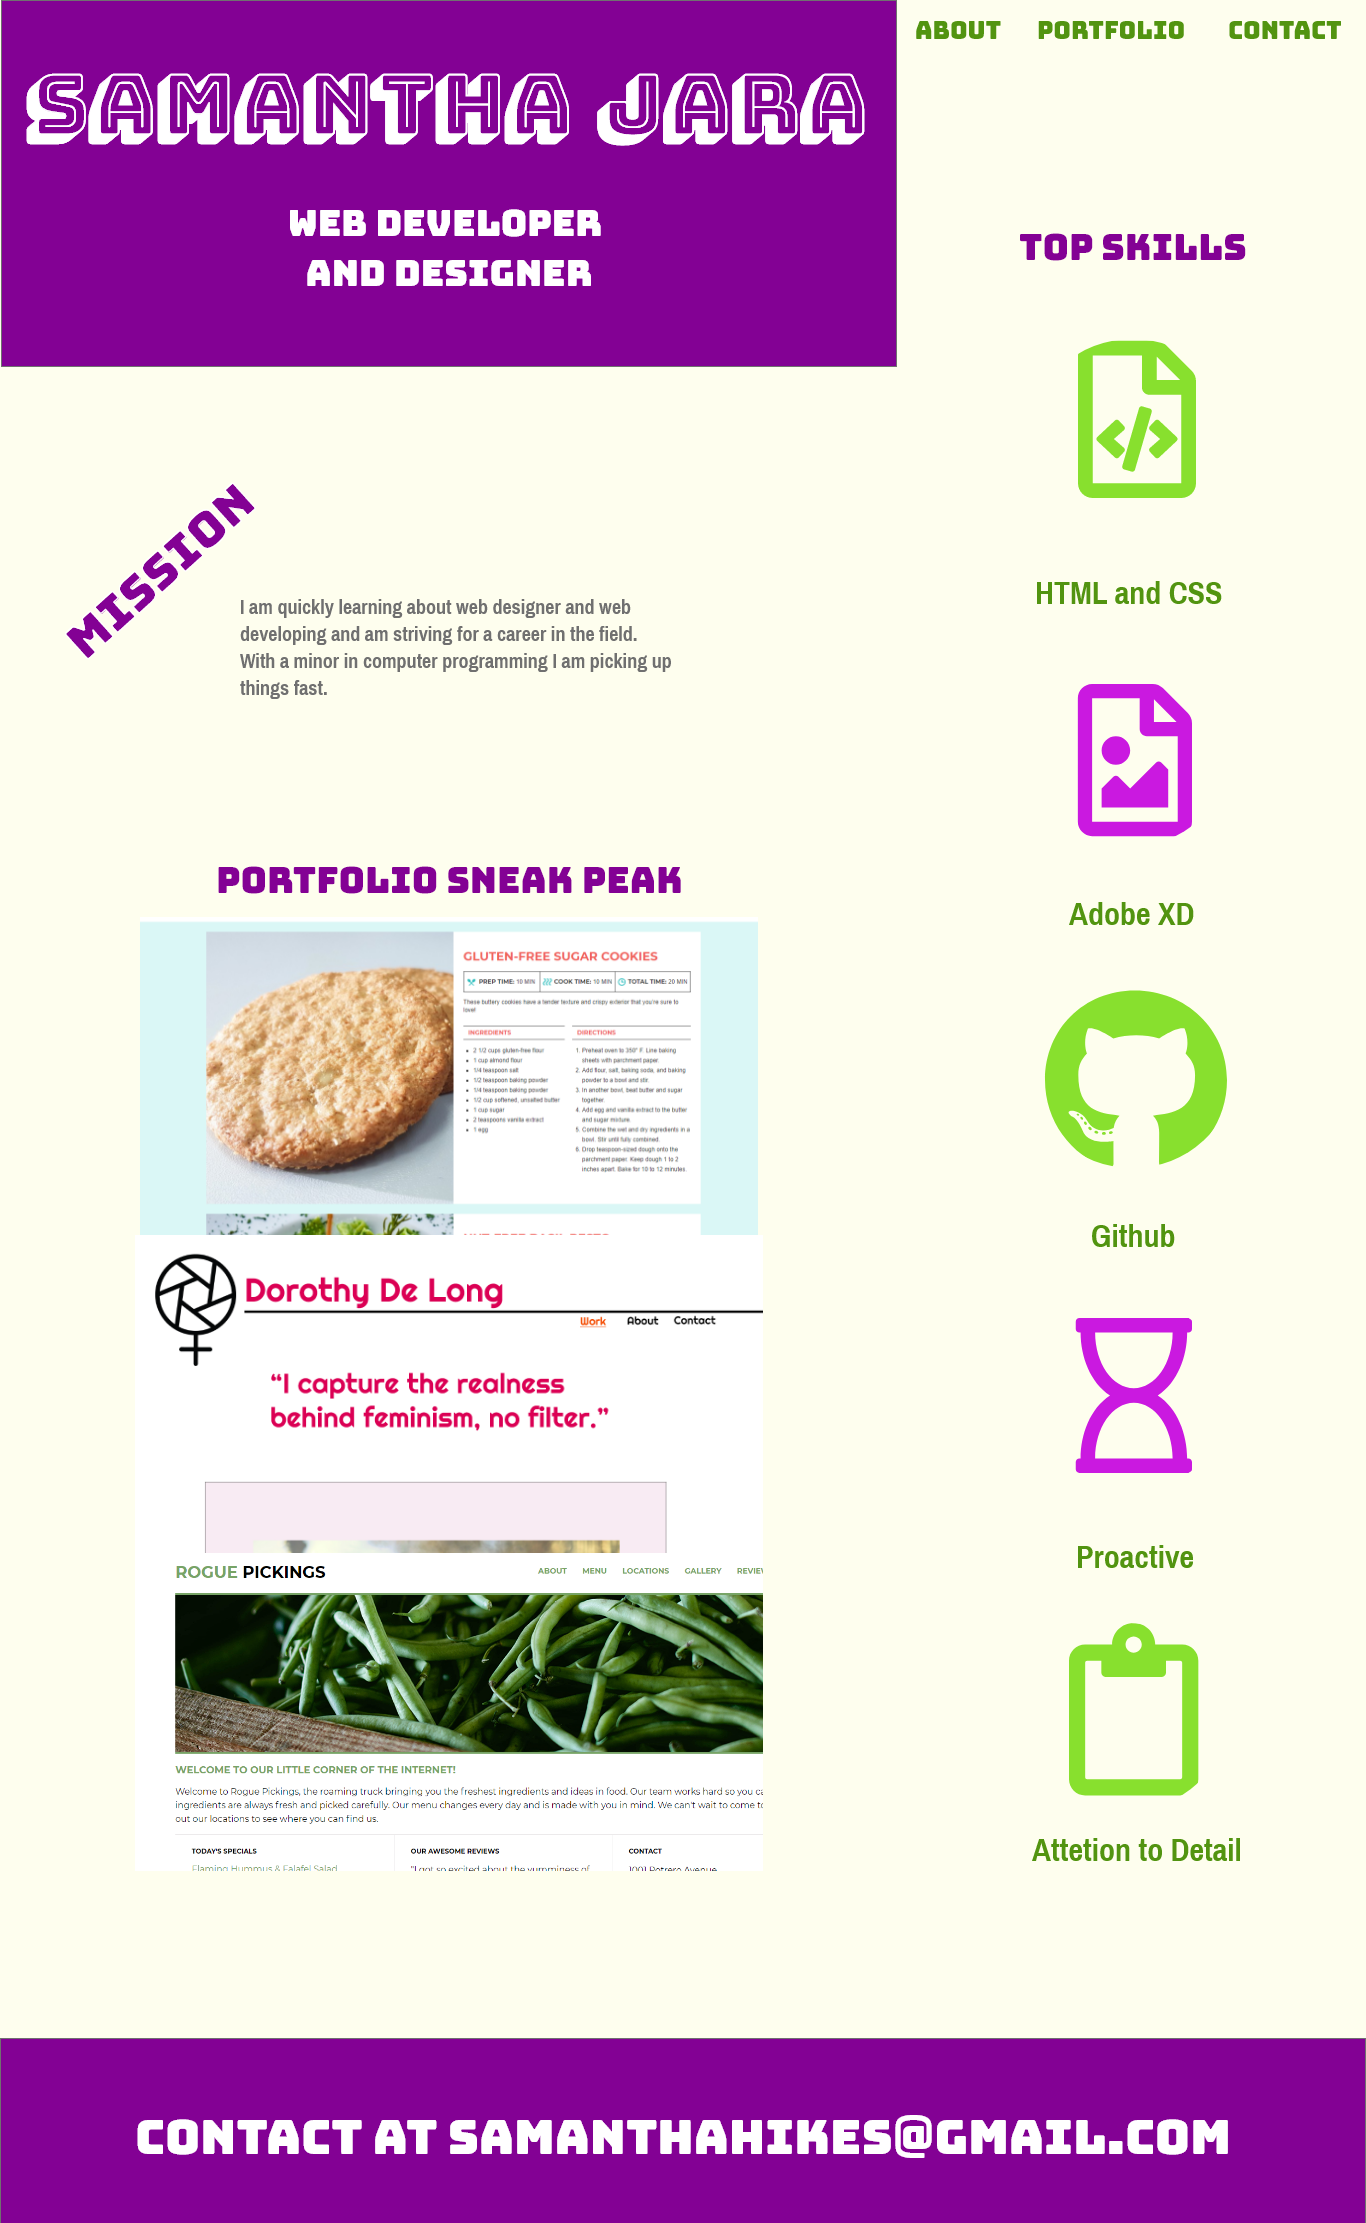 SAMANTHA JARA
WEB DEVELOPER
AND DESIGNER
ABOUT PORTFOLIO CONTACT
MISSION
I am quickly learning about web designer and web
developing and am striving for a career in the field.
With a minor in computer programming I am picking up
things fast.
PORTFOLIO SNEAK PEAK
GLUTEN-FREE SUGAR COOKIES
PREP TIME: 10 MIN COOK TIME: 10 MIN TOTAL TIME: 20 MIN
These buttery cookies have a tender texture and crispy exterior that you're sure to
love!
INGREDIENTS
2 1/2 cups gluten-free flour
1 cup almond flour
1/4 teaspoon salt
1/2 teaspoon baking powder
1/4 teaspoon baking powder
1/2 cup softened, unsalted butter
1 cup sugar
2 teaspoons vanilla extract
1 egg
DIRECTIONS
1. Preheat oven to 350° F. Line baking
sheets with parchment paper.
2. Add flour, salt, baking soda, and baking
powder to a bowl and stir.
3. In another bowl, beat butter and sugar
together.
4. Add egg and vanilla extract to the butter
and sugar mixture.
5. Combine the wet and dry ingredients in a
bowl. Stir until fully combined.
6. Drop teaspoon-sized dough onto the
parchment paper. Keep dough 1 to 2
inches apart. Bake for 10 to 12 minutes.
Dorothy De Long
Work About Contact
“I capture the realness
behind feminism, no filter.”
ROGUE PICKINGS
ABOUT MENU LOCATIONS GALLERY REVIEW
WELCOME TO OUR LITTLE CORNER OF THE INTERNET!
Welcome to Rogue Pickings, the roaming truck bringing you the freshest ingredients and ideas in food. Our team works hard so you ca
ingredients are always fresh and picked carefully. Our menu changes every day and is made with you in mind. We can't wait to come to
out our locations to see where you can find us.
TODAY'S SPECIALS
Flaming Hummus & Falafel Salad
OUR AWESOME REVIEWS
"I got so excited about the yumminess of
CONTACT
1001 Potrero Avenue
TOP SKILLS
</>
HTML and CSS
Adobe XD
Github
Proactive
Attetion to Detail
CONTACT AT SAMANTHAHIKES@GMAIL.COM